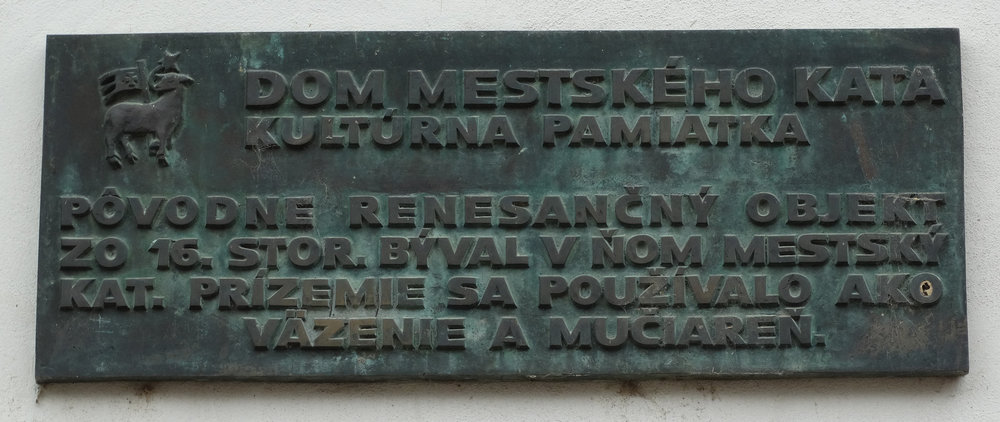 DOM MESTSKÉHO KATA
KULTÚRNA PAMIATKA
PÔVODNE RENESANČNÝ OBJEKT
ZO 16. STOR. BÝVAL V ŇOM MESTSKÝ
KAT. PRÍZEMIE SA POUŽÍVALO AKO
VÄZENIE A MUČIAREŇ.